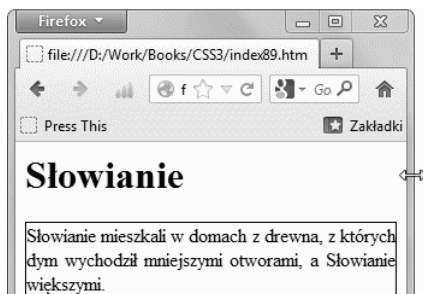 Firefox
file:///D:/Work/Books/CSS3/index89.htm
f Go
Press This Zakładki
Słowianie
Słowianie mieszkali w domach z drewna, z których
dym wychodził mniejszymi otworami, a Słowianie
większymi.